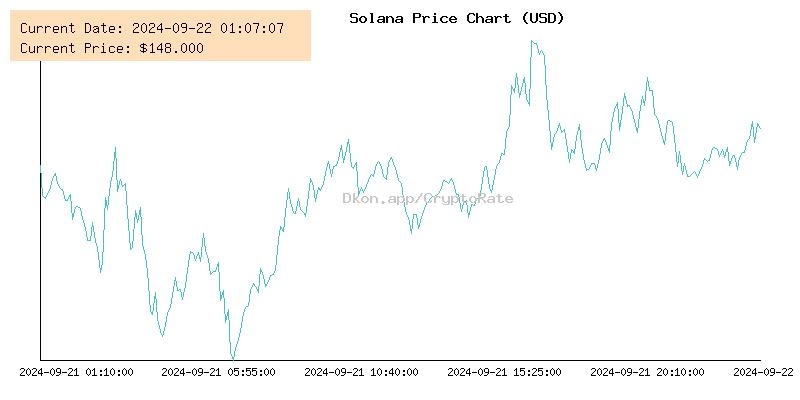 Solana Price Chart (USD)
Current Date: 2024-09-22 01:07:07
Current Price: $148.000
Dkon.app/CryptoRate
2024-09-21 01:10:00 2024-09-21 05:55:00 2024-09-21 10:40:00 2024-09-21 15:25:00 2024-09-21 20:10:00 2024-09-22